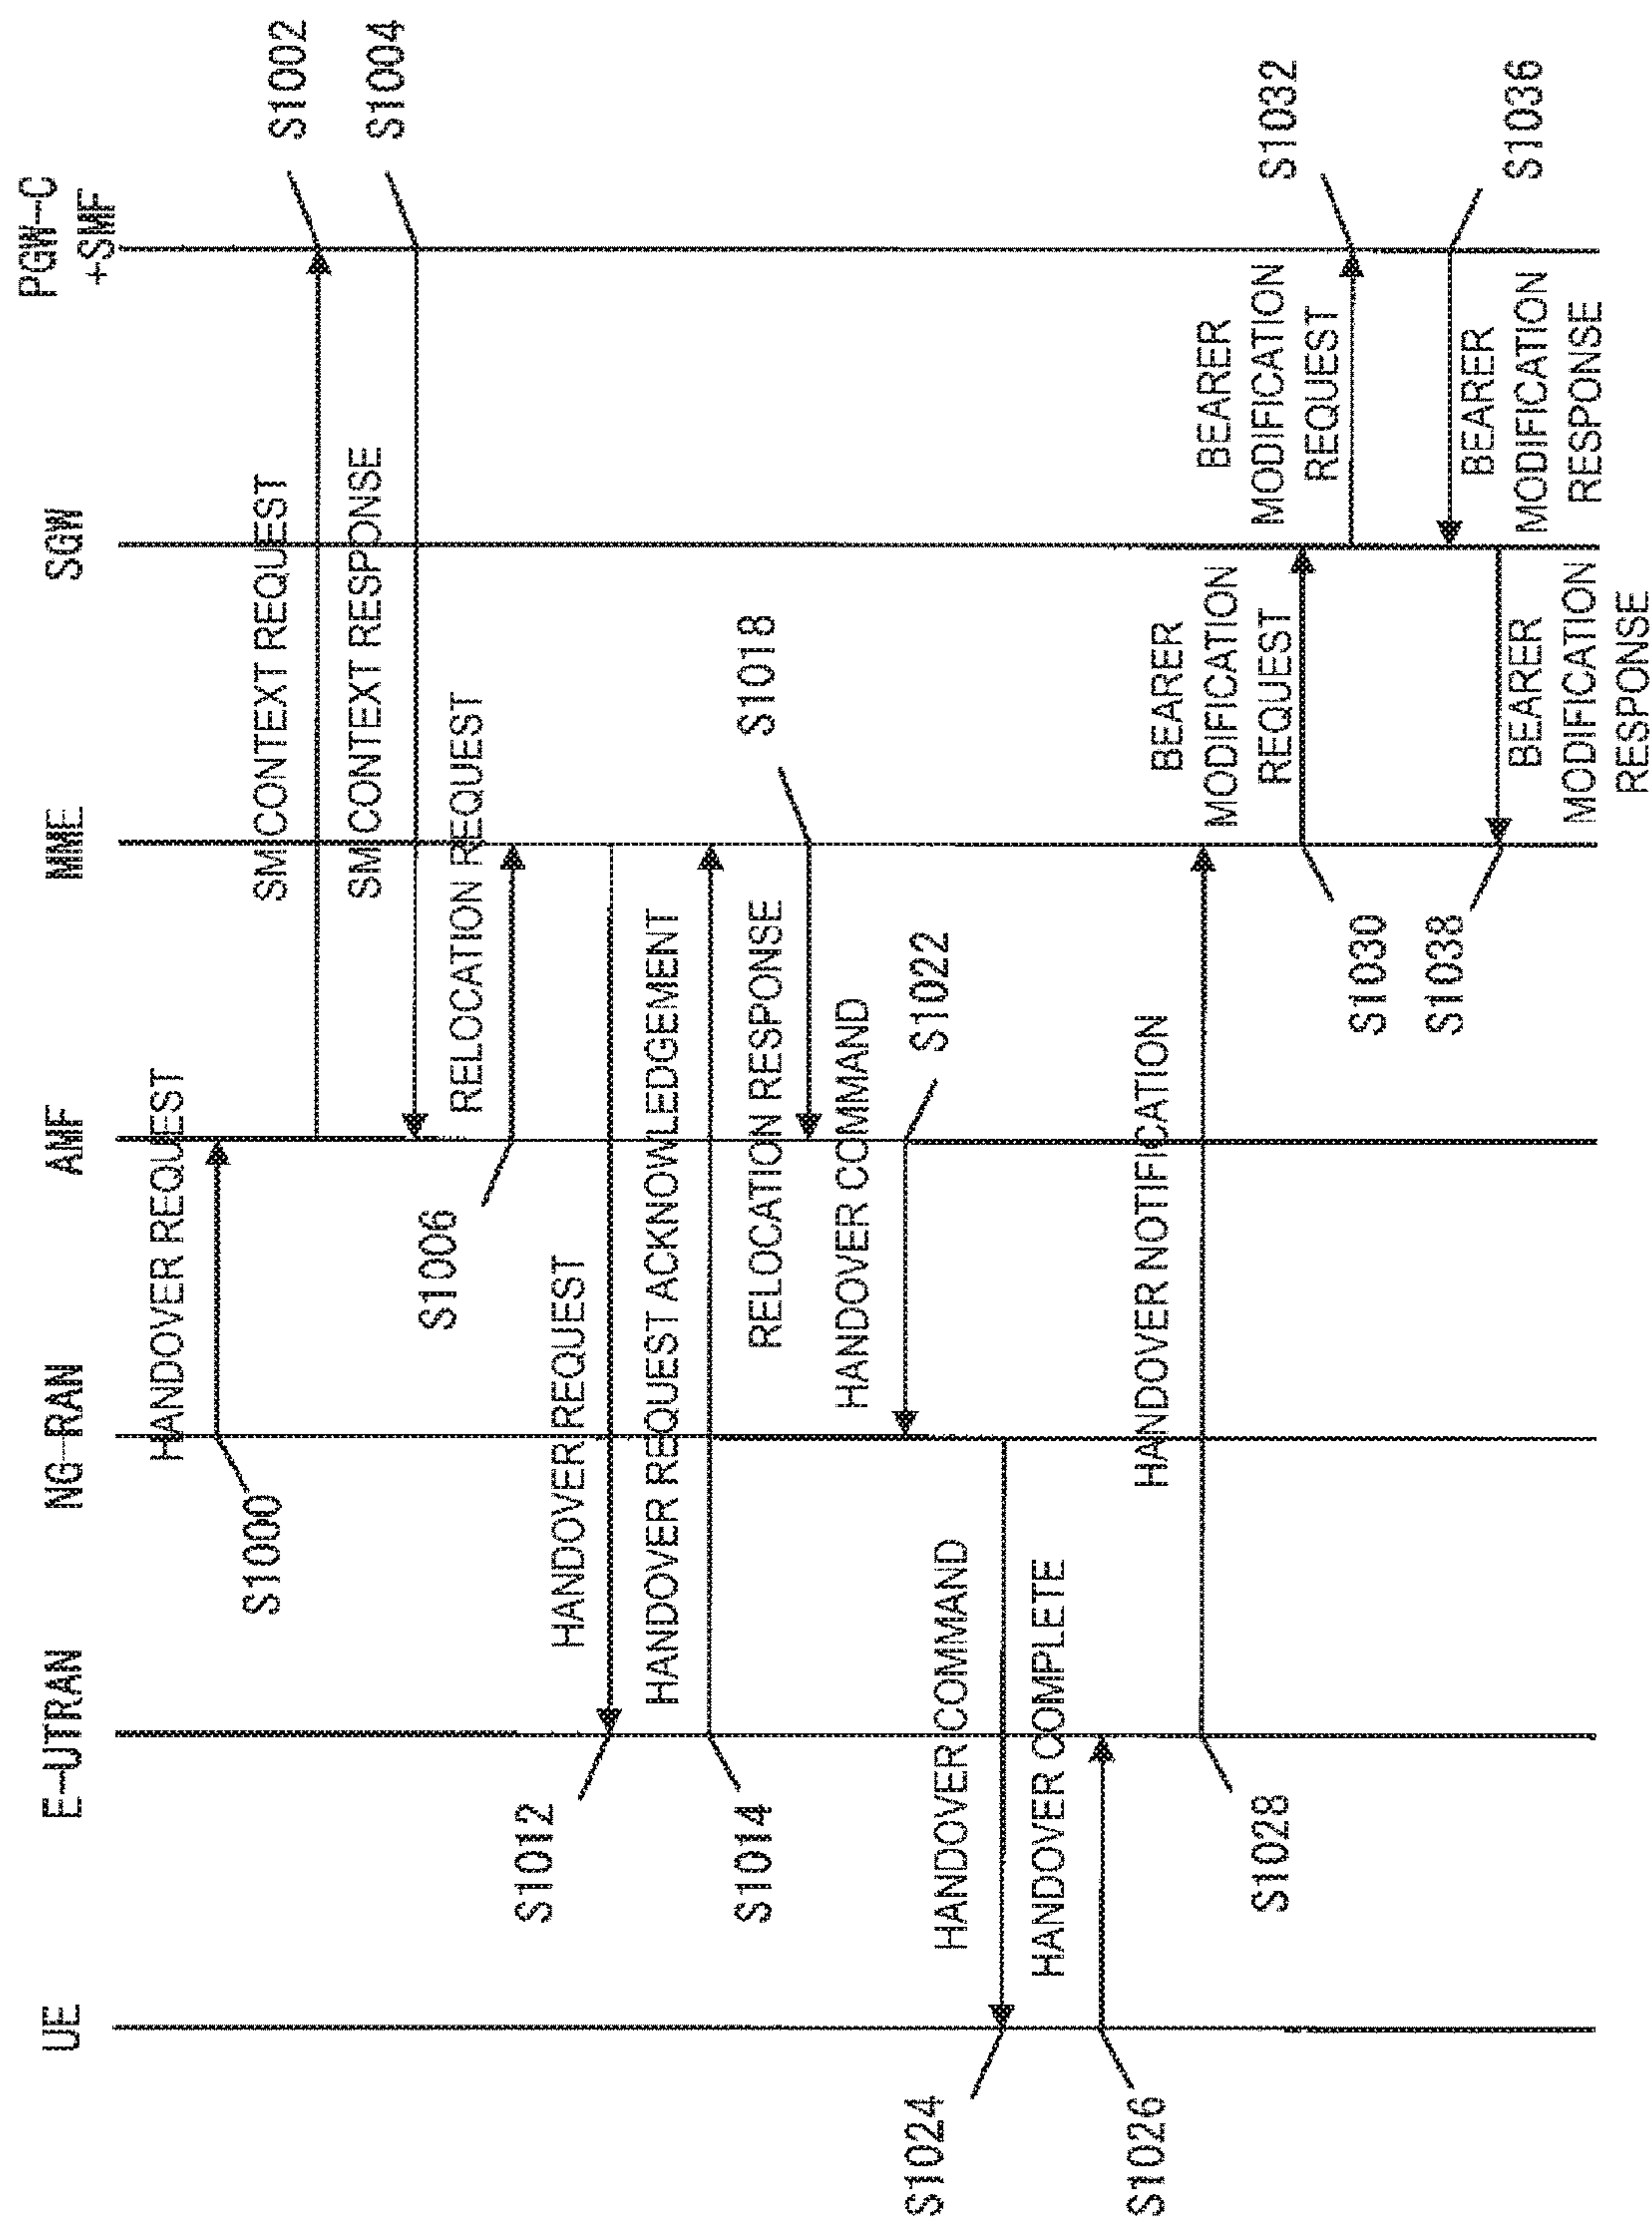 UE
E-UTRAN
NG-RAN
AMF
MME
SGW
PGW-C
+SMF
HANDOVER REQUEST
S1000
SM CONTEXT REQUEST
S1002
SM CONTEXT RESPONSE
S1004
RELOCATION REQUEST
S1006
HANDOVER REQUEST
S1012
HANDOVER REQUEST ACKNOWLEDGEMENT
S1014
RELOCATION RESPONSE
S1018
HANDOVER COMMAND
S1022
HANDOVER COMMAND
S1024
HANDOVER COMPLETE
S1026
HANDOVER NOTIFICATION
S1028
BEARER
MODIFICATION
REQUEST
S1030
BEARER
MODIFICATION
REQUEST
S1032
BEARER
MODIFICATION
RESPONSE
S1036
BEARER
MODIFICATION
RESPONSE
S1038